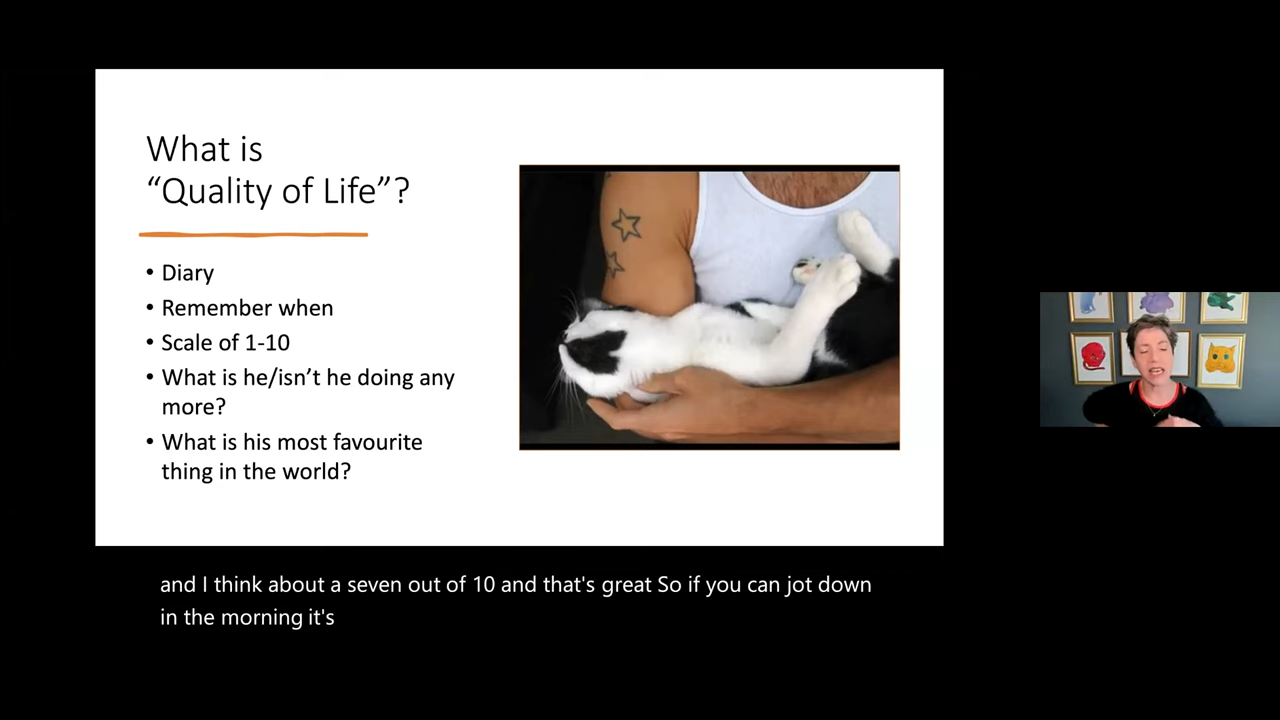 What is
“Quality of Life”?
• Diary
• Remember when
• Scale of 1-10
• What is he/isn’t he doing any
more?
• What is his most favourite
thing in the world?
and I think about a seven out of 10 and that's great So if you can jot down
in the morning it's